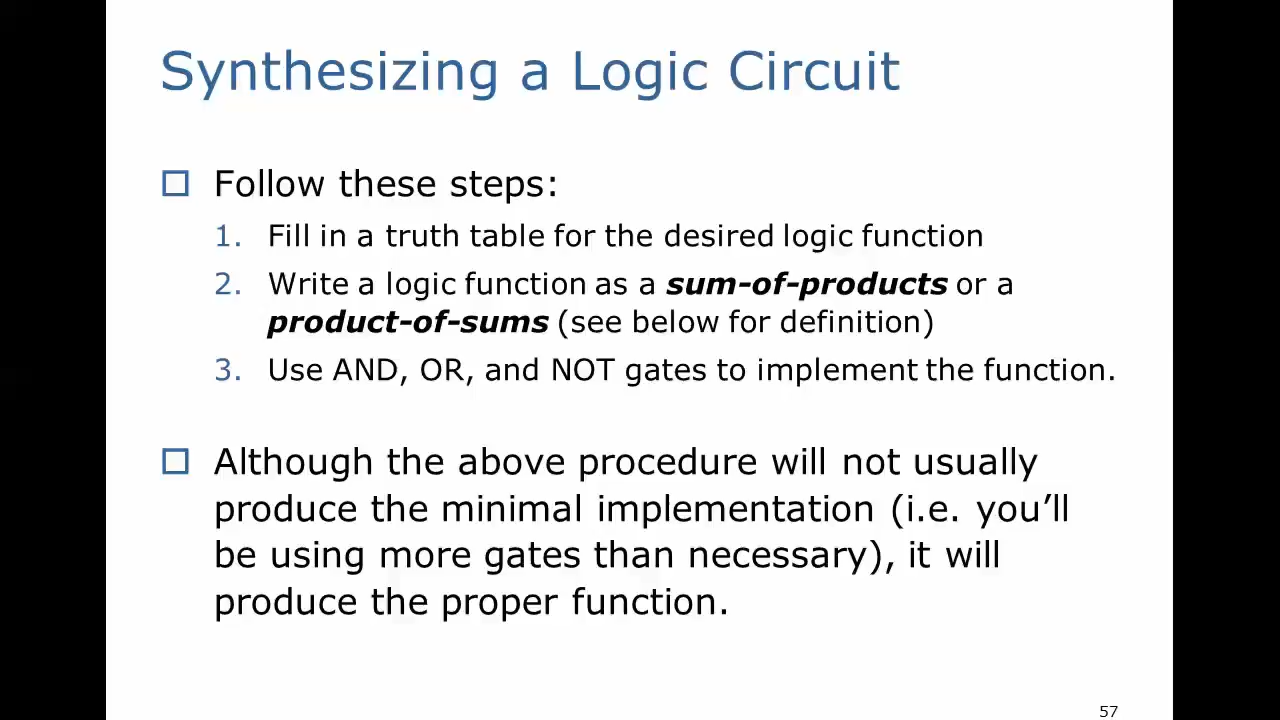 Synthesizing a Logic Circuit
Follow these steps:
1. Fill in a truth table for the desired logic function
2. Write a logic function as a sum-of-products or a
product-of-sums (see below for definition)
3. Use AND, OR, and NOT gates to implement the function.
Although the above procedure will not usually
produce the minimal implementation (i.e. you’ll
be using more gates than necessary), it will
produce the proper function.
57